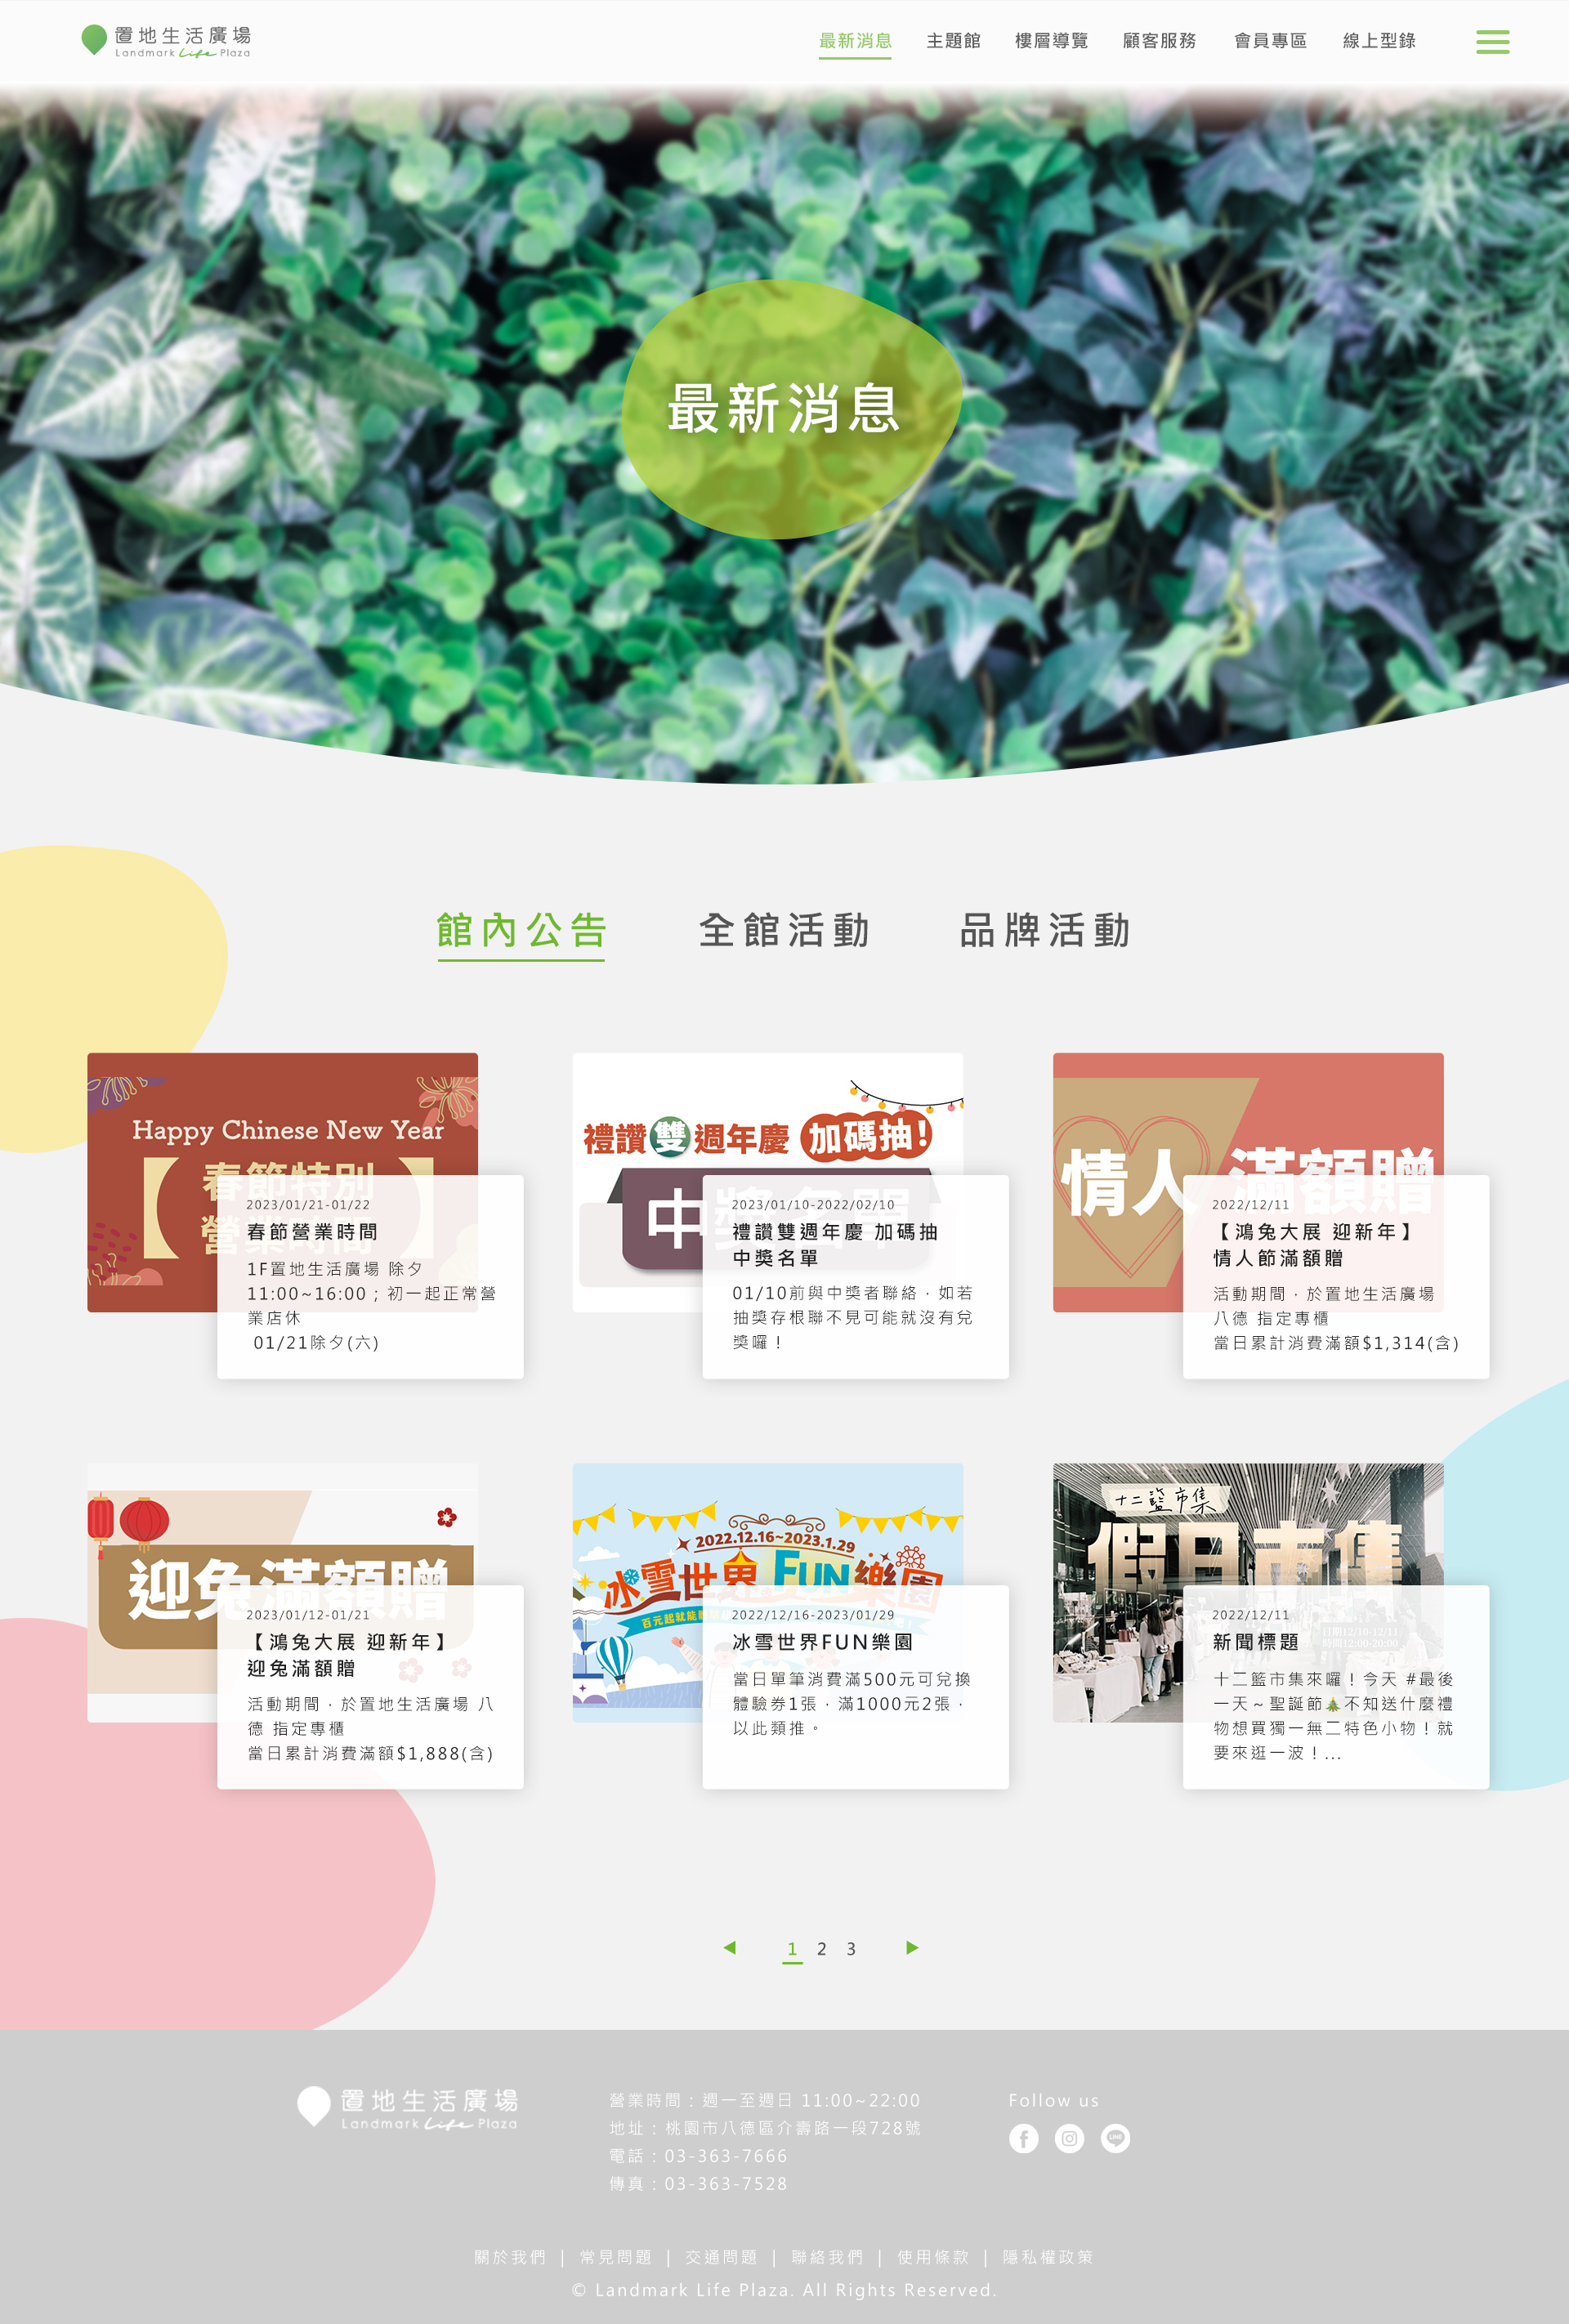 置地生活廣場
Landmark Life Plaza
最新消息 主題館 樓層導覽 顧客服務 會員專區 線上型錄
最新消息
館內公告 全館活動 品牌活動
Happy Chinese New Year
【春節特別
營業時間】
2023/01/21-01/22
春節營業時間
1F置地生活廣場 除夕
11:00~16:00；初一起正常營
業店休
01/21除夕(六)
禮讚雙週年慶 加碼抽!
中獎名單
2023/01/10-2022/02/10
禮讚雙週年慶 加碼抽
中獎名單
01/10前與中獎者聯絡，如若
抽獎存根聯不見可能就沒有兌
獎囉！
情人 滿額贈
2022/12/11
【鴻兔大展 迎新年】
情人節滿額贈
活動期間，於置地生活廣場
八德 指定專櫃
當日累計消費滿額$1,314(含)
迎兔滿額贈
2023/01/12-01/21
【鴻兔大展 迎新年】
迎兔滿額贈
活動期間，於置地生活廣場 八
德 指定專櫃
當日累計消費滿額$1,888(含)
2022.12.16~2023.1.29
冰雪世界FUN樂園
百元起就能
2022/12/16-2023/01/29
冰雪世界FUN樂園
當日單筆消費滿500元可兌換
體驗券1張，滿1000元2張，
以此類推。
十二籃市集
假日市集
日期12/10-12/11
時間12:00-20:00
2022/12/11
新聞標題
十二籃市集來囉！今天 #最後
一天～聖誕節🎄不知送什麼禮
物想買獨一無二特色小物！就
要來逛一波！...
1 2 3
置地生活廣場
Landmark Life Plaza
營業時間：週一至週日 11:00~22:00
地址：桃園市八德區介壽路一段728號
電話：03-363-7666
傳真：03-363-7528
Follow us
LINE
關於我們 | 常見問題 | 交通問題 | 聯絡我們 | 使用條款 | 隱私權政策
© Landmark Life Plaza. All Rights Reserved.